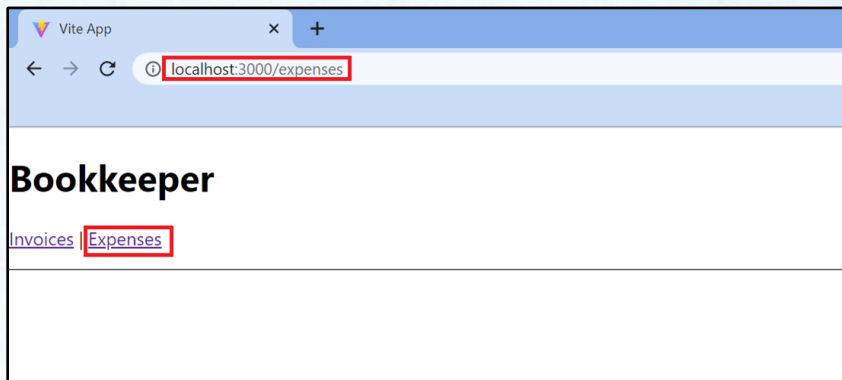 Vite App
localhost:3000/expenses
Bookkeeper
Invoices | Expenses